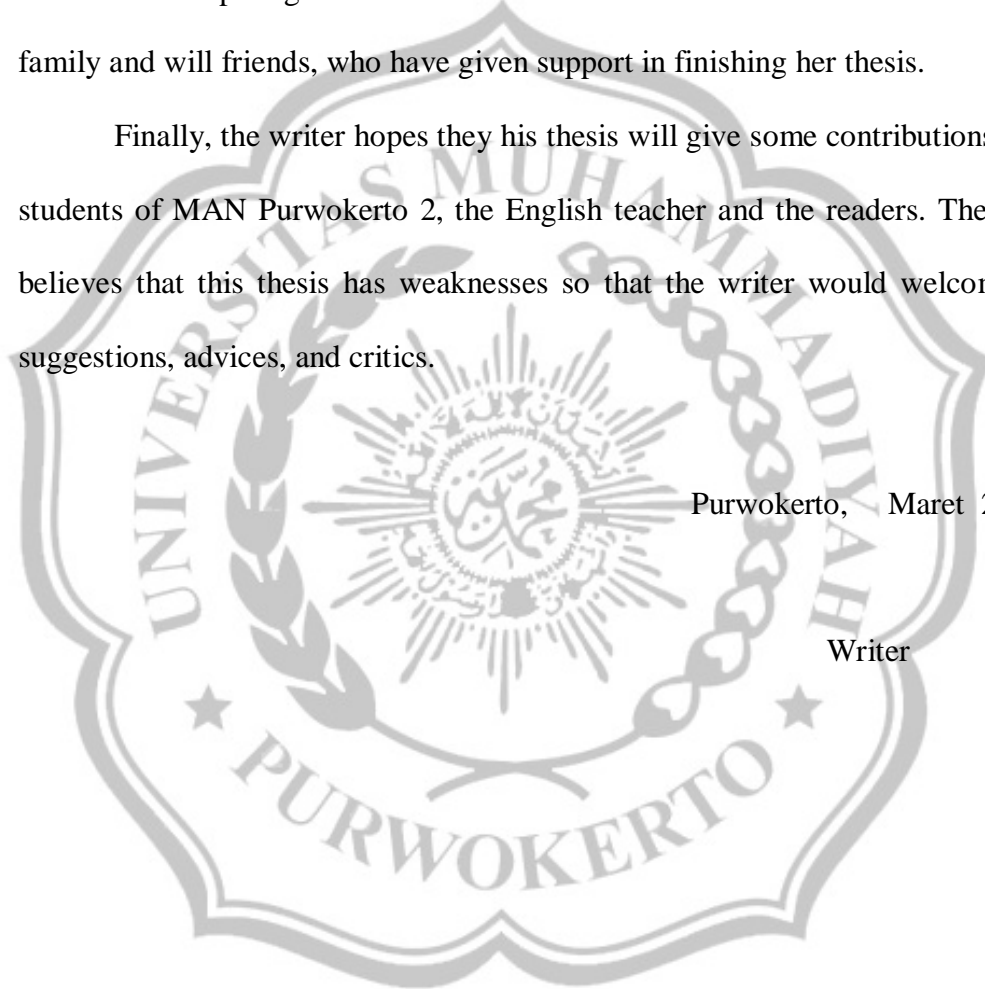 family and will friends, who have given support in finishing her thesis.
Finally, the writer hopes they his thesis will give some contributions
students of MAN Purwokerto 2, the English teacher and the readers. The
believes that this thesis has weaknesses so that the writer would
suggestions, advices, and critics.
Purwokerto, Maret
Writer
UNIVERSITAS MUHAMMADIYAH
PURWOKERTO